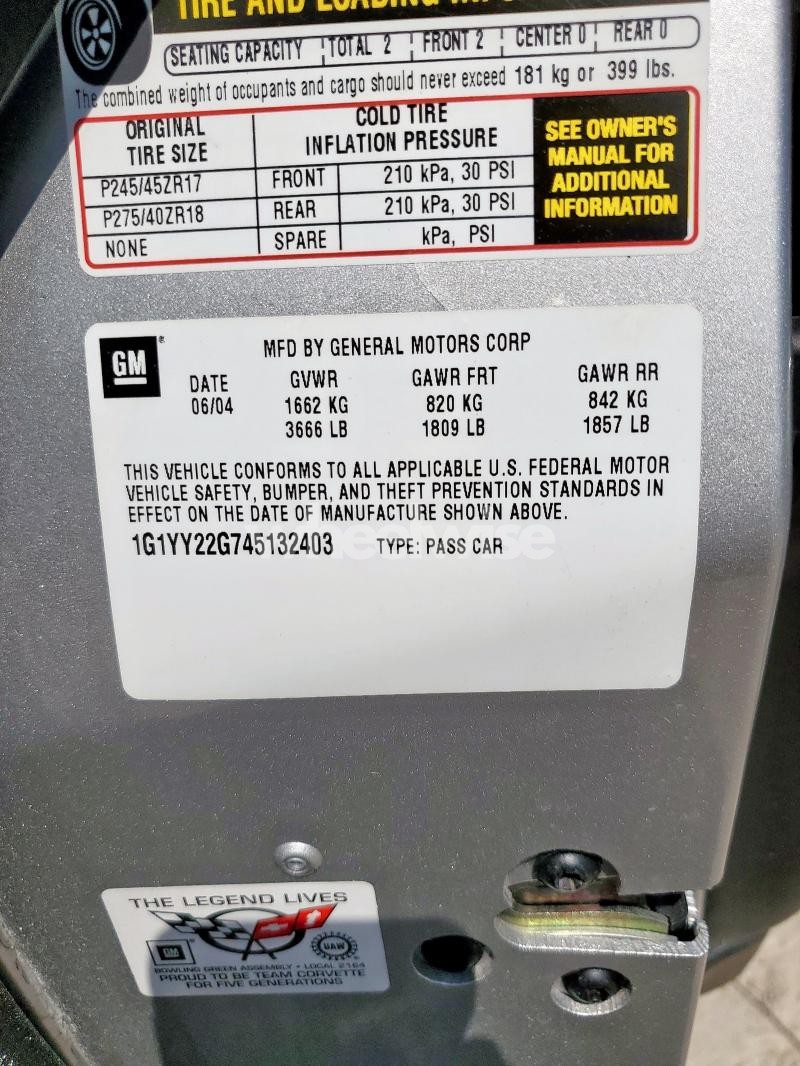 TIRE AND LOADING
SEATING CAPACITY TOTAL 2 FRONT 2 CENTER 0 REAR 0
The combined weight of occupants and cargo should never exceed 181 kg or 399 lbs.
ORIGINAL TIRE SIZE COLD TIRE INFLATION PRESSURE
P245/45ZR17 FRONT 210 kPa, 30 PSI
P275/40ZR18 REAR 210 kPa, 30 PSI
NONE SPARE kPa, PSI
SEE OWNER'S
MANUAL FOR
ADDITIONAL
INFORMATION
GM
MFD BY GENERAL MOTORS CORP
DATE GVWR GAWR FRT GAWR RR
06/04 1662 KG 820 KG 842 KG
3666 LB 1809 LB 1857 LB
THIS VEHICLE CONFORMS TO ALL APPLICABLE U.S. FEDERAL MOTOR
VEHICLE SAFETY, BUMPER, AND THEFT PREVENTION STANDARDS IN
EFFECT ON THE DATE OF MANUFACTURE SHOWN ABOVE.
1G1YY22G745132403 TYPE: PASS CAR
THE LEGEND LIVES
GM
UAW
BOWLING GREEN ASSEMBLY • LOCAL 2164
PROUD TO BE TEAM CORVETTE
FOR FIVE GENERATIONS